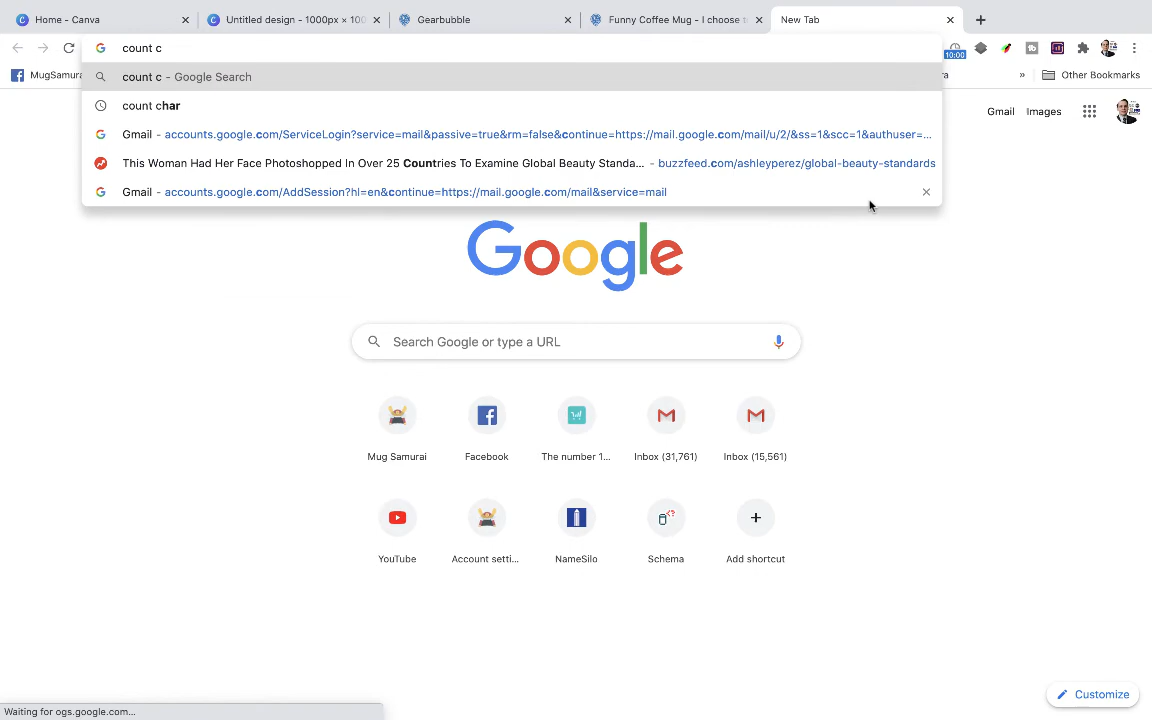 Home - Canva
Untitled design - 1000px × 100
Gearbubble
Funny Coffee Mug - I choose t
New Tab
count c
10:00
MugSamura
ra
»
Other Bookmarks
count c - Google Search
count char
Gmail - accounts.google.com/ServiceLogin?service=mail&passive=true&rm=false&continue=https://mail.google.com/mail/u/2/&ss=1&scc=1&authuser=...
This Woman Had Her Face Photoshopped In Over 25 Countries To Examine Global Beauty Standa... - buzzfeed.com/ashleyperez/global-beauty-standards
Gmail - accounts.google.com/AddSession?hl=en&continue=https://mail.google.com/mail&service=mail
Gmail Images
Google
Search Google or type a URL
Mug Samurai
Facebook
The number 1...
Inbox (31,761)
Inbox (15,561)
YouTube
Account setti...
NameSilo
Schema
Add shortcut
Customize
Waiting for ogs.google.com...